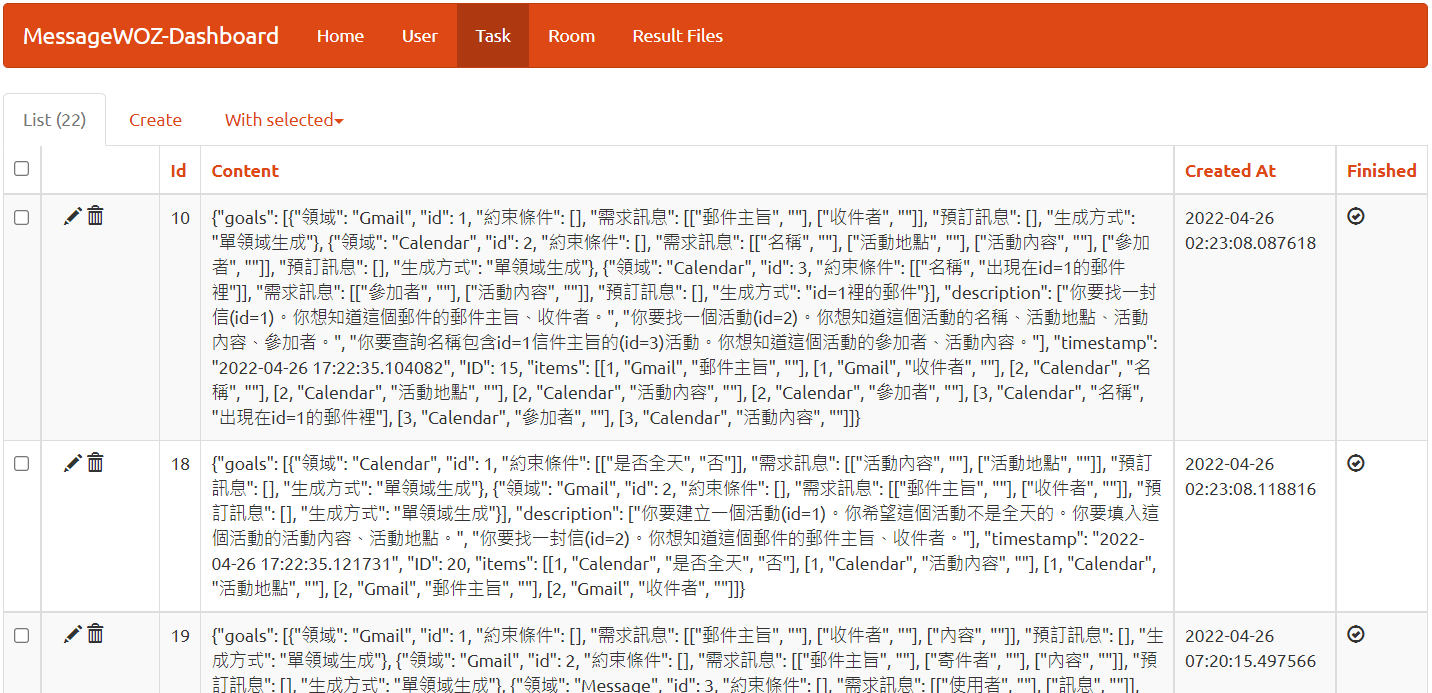 MessageWOZ-Dashboard Home User Task Room Result Files
List (22) Create With selected
Id Content Created At Finished
10 {"goals": [{"領域": "Gmail", "id": 1, "約束條件": [], "需求訊息": [["郵件主旨", ""], ["收件者", ""]], "預訂訊息": [], "生成方式": 2022-04-26
"單領域生成"}, {"領域": "Calendar", "id": 2, "約束條件": [], "需求訊息": [["名稱", ""], ["活動地點", ""], ["活動內容", ""], ["參加 02:23:08.087618
者", ""]], "預訂訊息": [], "生成方式": "單領域生成"}, {"領域": "Calendar", "id": 3, "約束條件": [["名稱", "出現在id=1的郵件
裡"]], "需求訊息": [["參加者", ""], ["活動內容", ""]], "預訂訊息": [], "生成方式": "id=1裡的郵件"}], "description": ["你要找一封
信(id=1)。你想知道這個郵件的郵件主旨、收件者。", "你要找一個活動(id=2)。你想知道這個活動的名稱、活動地點、活動
內容、參加者。", "你要查詢名稱包含id=1信件主旨的(id=3)活動。你想知道這個活動的參加者、活動內容。"], "timestamp":
"2022-04-26 17:22:35.104082", "ID": 15, "items": [[1, "Gmail", "郵件主旨", ""], [1, "Gmail", "收件者", ""], [2, "Calendar", "名
稱", ""], [2, "Calendar", "活動地點", ""], [2, "Calendar", "活動內容", ""], [2, "Calendar", "參加者", ""], [3, "Calendar", "名稱",
"出現在id=1的郵件裡"], [3, "Calendar", "參加者", ""], [3, "Calendar", "活動內容", ""]]}
18 {"goals": [{"領域": "Calendar", "id": 1, "約束條件": [["是否全天", "否"]], "需求訊息": [["活動內容", ""], ["活動地點", ""]], "預訂 2022-04-26
訊息": [], "生成方式": "單領域生成"}, {"領域": "Gmail", "id": 2, "約束條件": [], "需求訊息": [["郵件主旨", ""], ["收件者", ""]], "預 02:23:08.118816
訂訊息": [], "生成方式": "單領域生成"}], "description": ["你要建立一個活動(id=1)。你希望這個活動不是全天的。你要填入這
個活動的活動內容、活動地點。", "你要找一封信(id=2)。你想知道這個郵件的郵件主旨、收件者。"], "timestamp": "2022-
04-26 17:22:35.121731", "ID": 20, "items": [[1, "Calendar", "是否全天", "否"], [1, "Calendar", "活動內容", ""], [1, "Calendar",
"活動地點", ""], [2, "Gmail", "郵件主旨", ""], [2, "Gmail", "收件者", ""]]}
19 {"goals": [{"領域": "Gmail", "id": 1, "約束條件": [], "需求訊息": [["郵件主旨", ""], ["收件者", ""], ["內容", ""]], "預訂訊息": [], "生 2022-04-26
成方式": "單領域生成"}, {"領域": "Gmail", "id": 2, "約束條件": [], "需求訊息": [["郵件主旨", ""], ["寄件者", ""], ["內容", ""]], "預 07:20:15.497566
訂訊息": [], "生成方式": "單領域生成"}, {"領域": "Message", "id": 3, "約束條件": [], "需求訊息": [["使用者", ""], ["訊息", ""]],